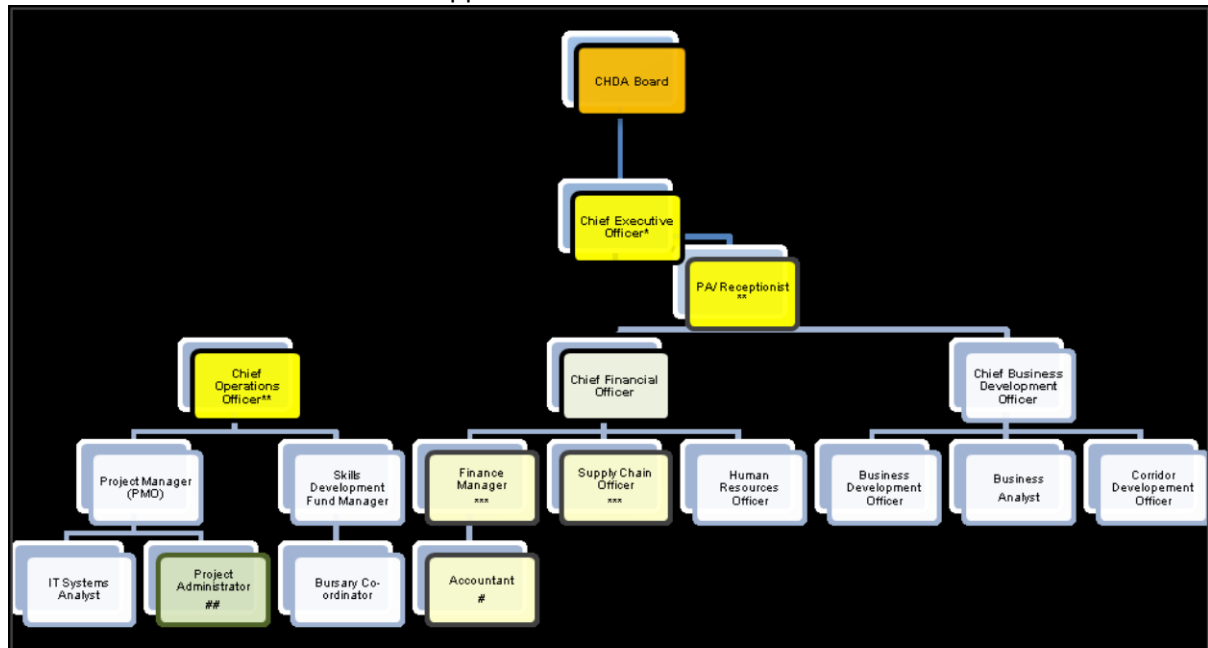 CHDA Board
Chief Executive
Officer*
PA/ Receptionist
**
Chief
Operations
Officer**
Chief Financial
Officer
Chief Business
Development
Officer
Project Manager
(PMO)
Skills
Development
Fund Manager
Finance
Manager
***
Supply Chain
Officer
***
Human
Resources
Officer
Business
Development
Officer
Business
Analyst
Corridor
Developement
Officer
IT Systems
Analyst
Project
Administrator
##
Bursary Co-
ordinator
Accountant
#